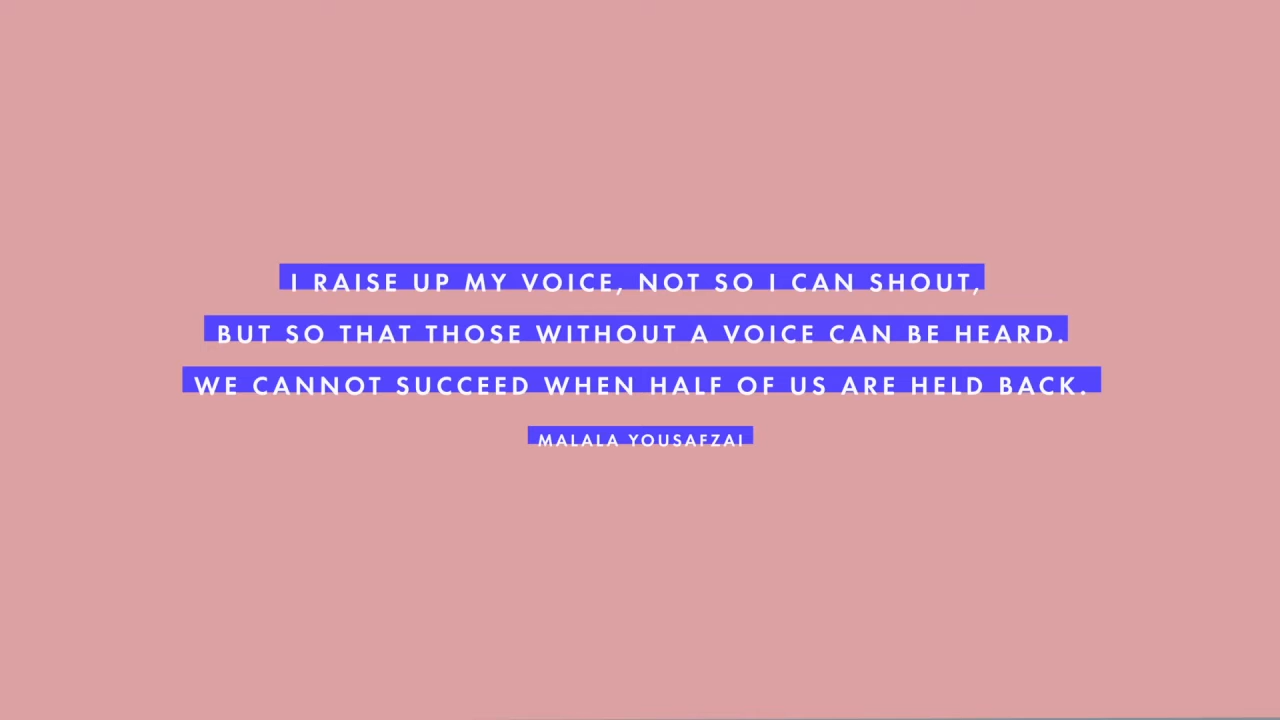 I RAISE UP MY VOICE, NOT SO I CAN SHOUT,
BUT SO THAT THOSE WITHOUT A VOICE CAN BE HEARD.
WE CANNOT SUCCEED WHEN HALF OF US ARE HELD BACK.
MALALA YOUSAFZAI